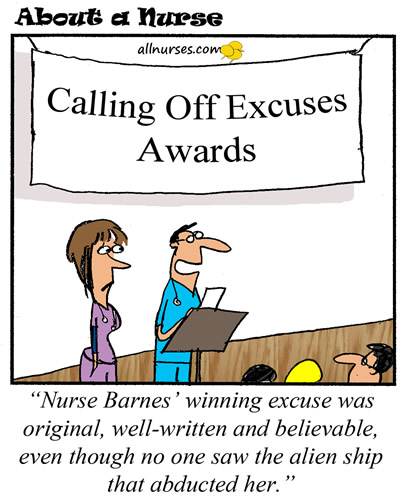 About a Nurse
allnurses.com
Calling Off Excuses
Awards
“Nurse Barnes’ winning excuse was
original, well-written and believable,
even though no one saw the alien ship
that abducted her.”